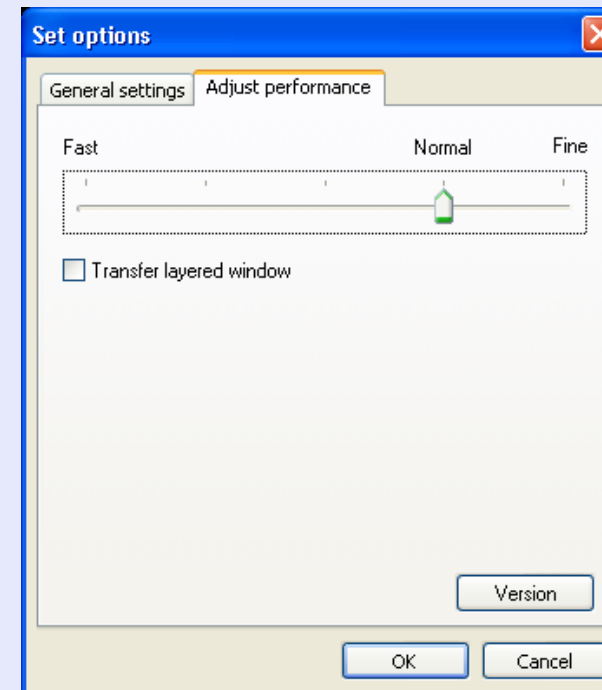 Set options
General settings Adjust performance
Fast Normal Fine
Transfer layered window
Version
OK Cancel